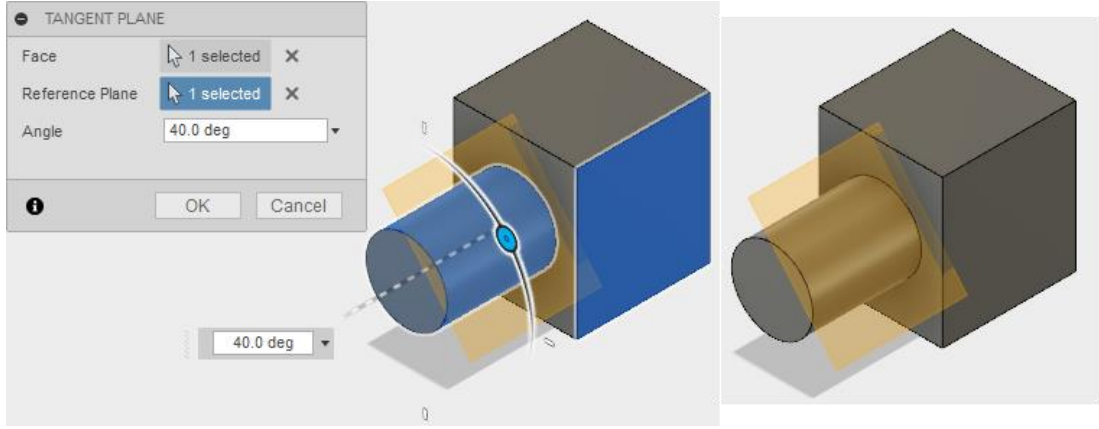 TANGENT PLANE
Face 1 selected
Reference Plane 1 selected
Angle 40.0 deg
OK Cancel
40.0 deg